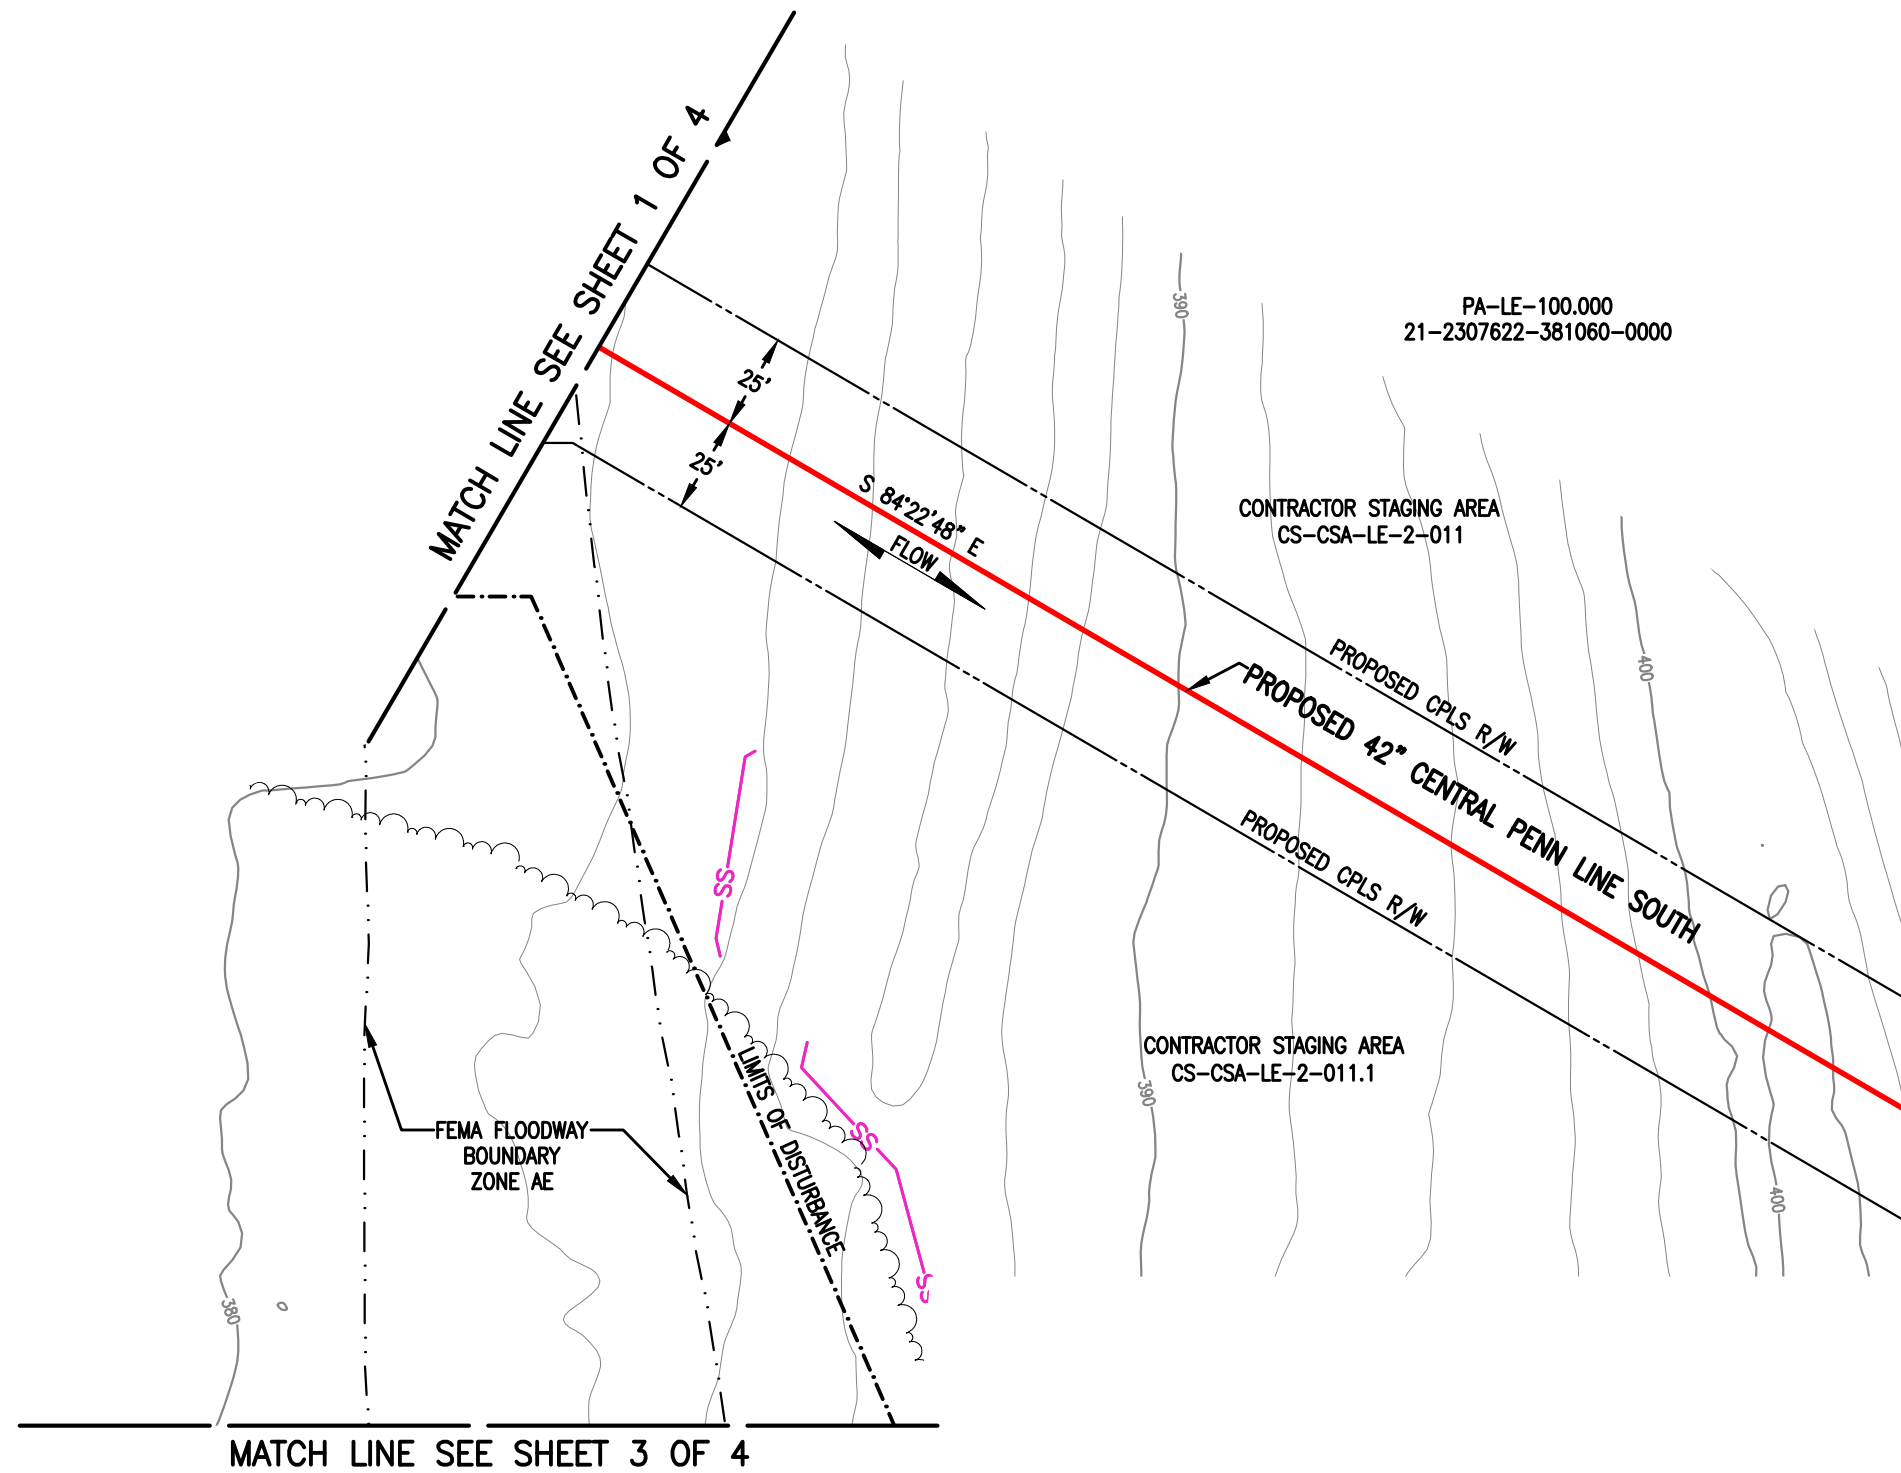 MATCH LINE SEE SHEET 1 OF 4
390
PA-LE-100.000
21-2307622-381060-0000
25'
25'
S 84°22'48" E
FLOW
CONTRACTOR STAGING AREA
CS-CSA-LE-2-011
400
PROPOSED CPLS R/W
PROPOSED 42" CENTRAL PENN LINE SOUTH
PROPOSED CPLS R/W
SS
CONTRACTOR STAGING AREA
CS-CSA-LE-2-011.1
390
LIMITS OF DISTURBANCE
SS
FEMA FLOODWAY
BOUNDARY
ZONE AE
400
380
MATCH LINE SEE SHEET 3 OF 4